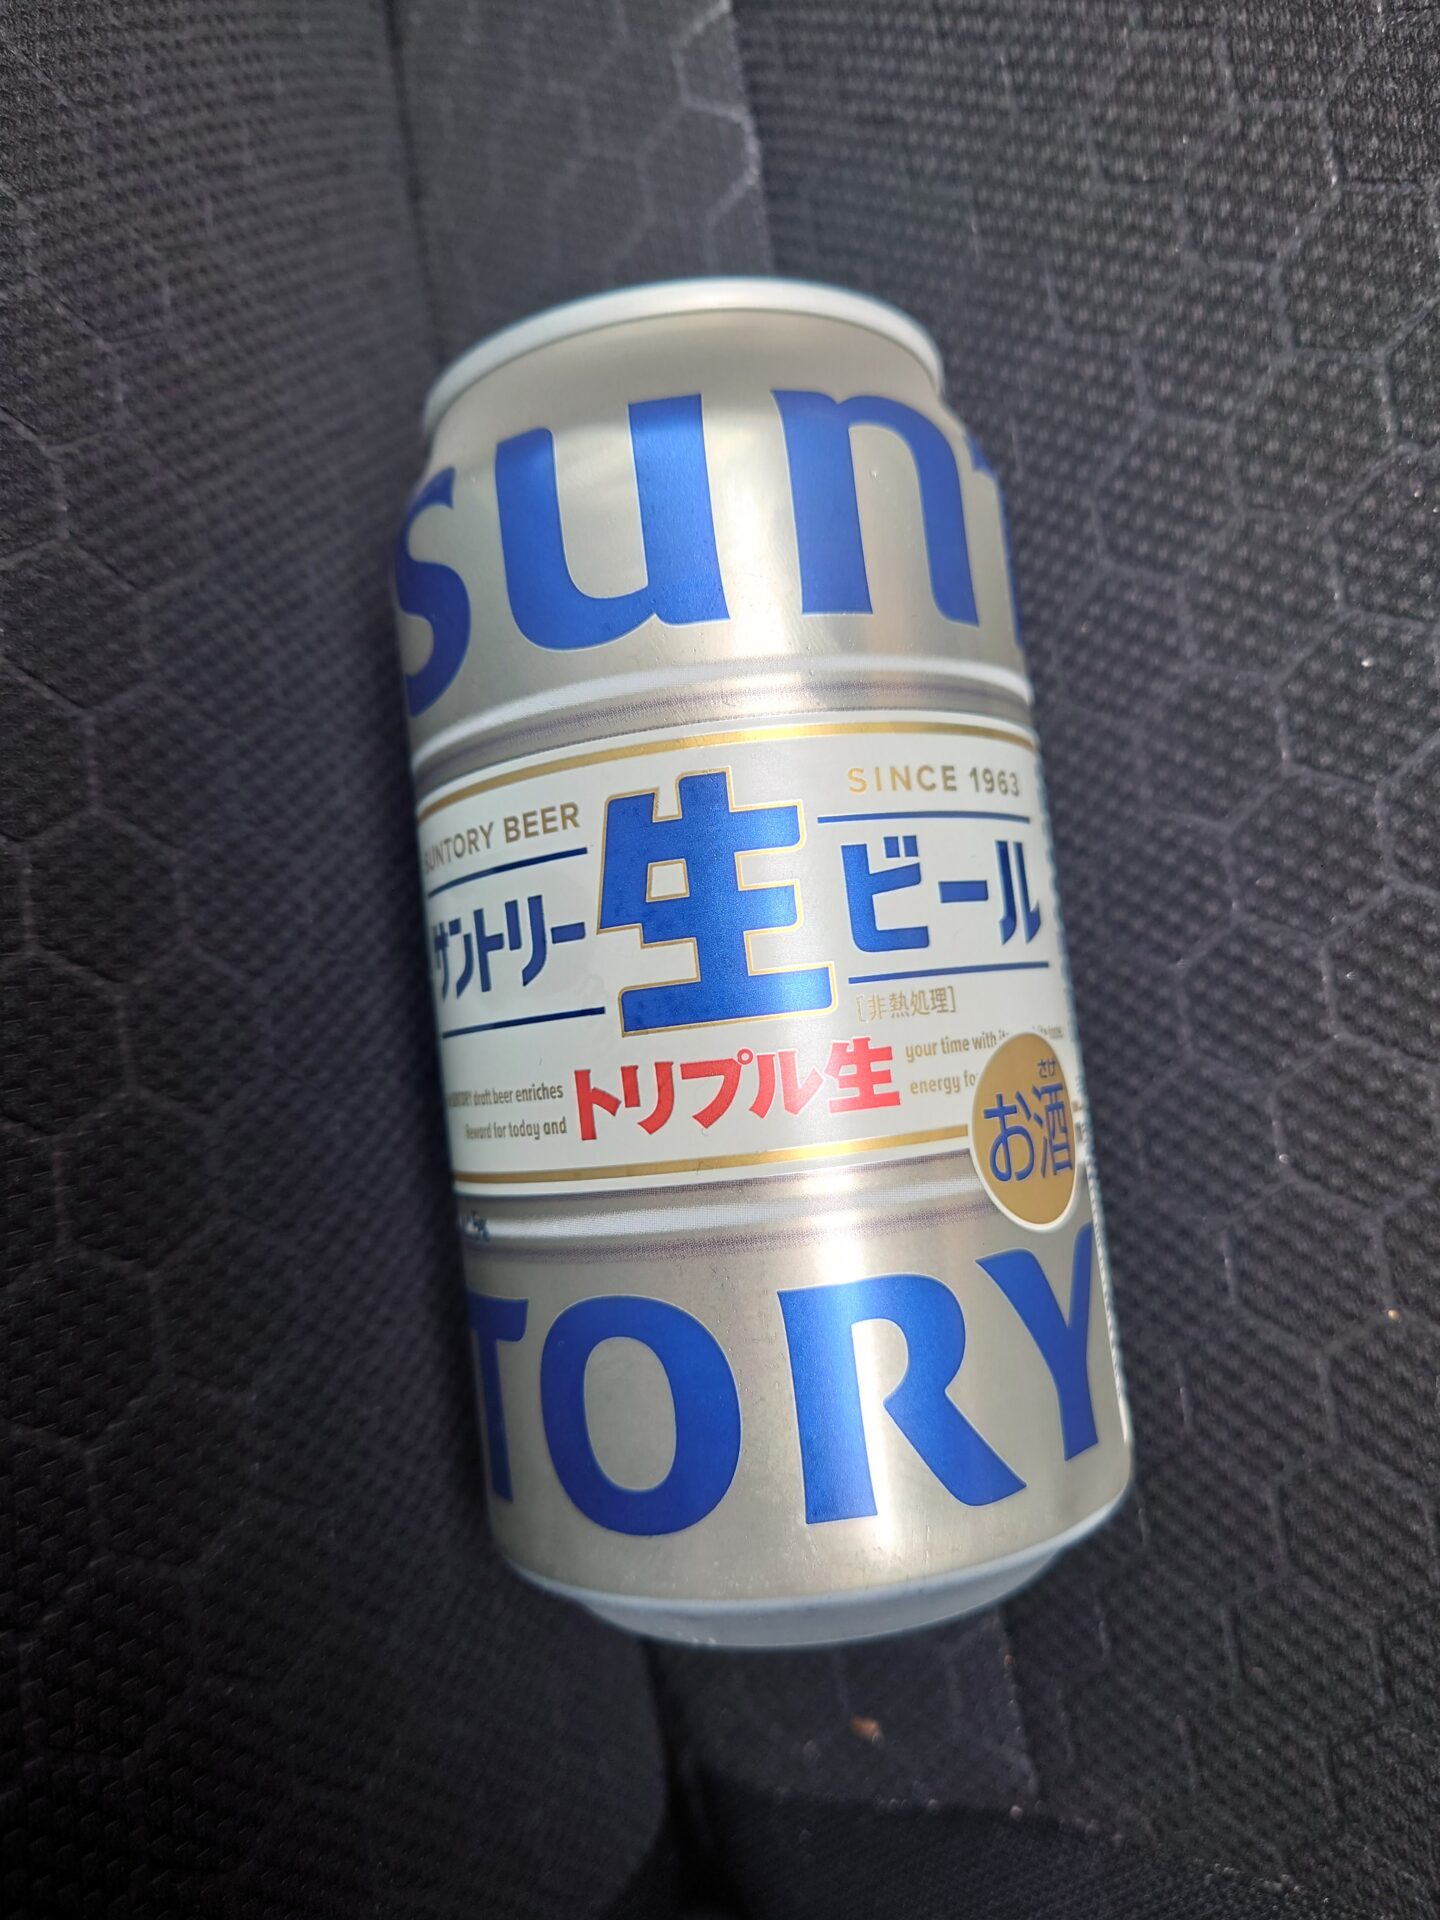 sun
SUNTORY BEER
SINCE 1963
サントリー生ビール
[非熱処理]
トリプル生
draft beer enriches
your time with
Reward for today and
energy
さけ
お酒
TORY